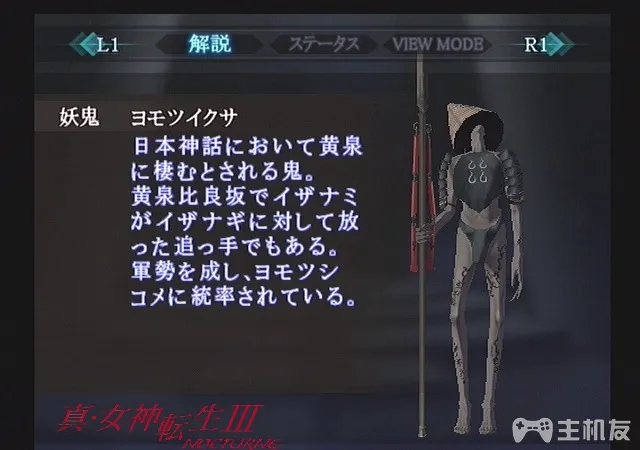 L1 解説 ステータス VIEW MODE R1
妖鬼 ヨモツイクサ
日本神話において黄泉
に棲むとされる鬼。
黄泉比良坂でイザナミ
がイザナギに対して放
った追っ手でもある。
軍勢を成し、ヨモツシ
コメに統率されている。
真・女神転生III
NOCTURNE
主机友